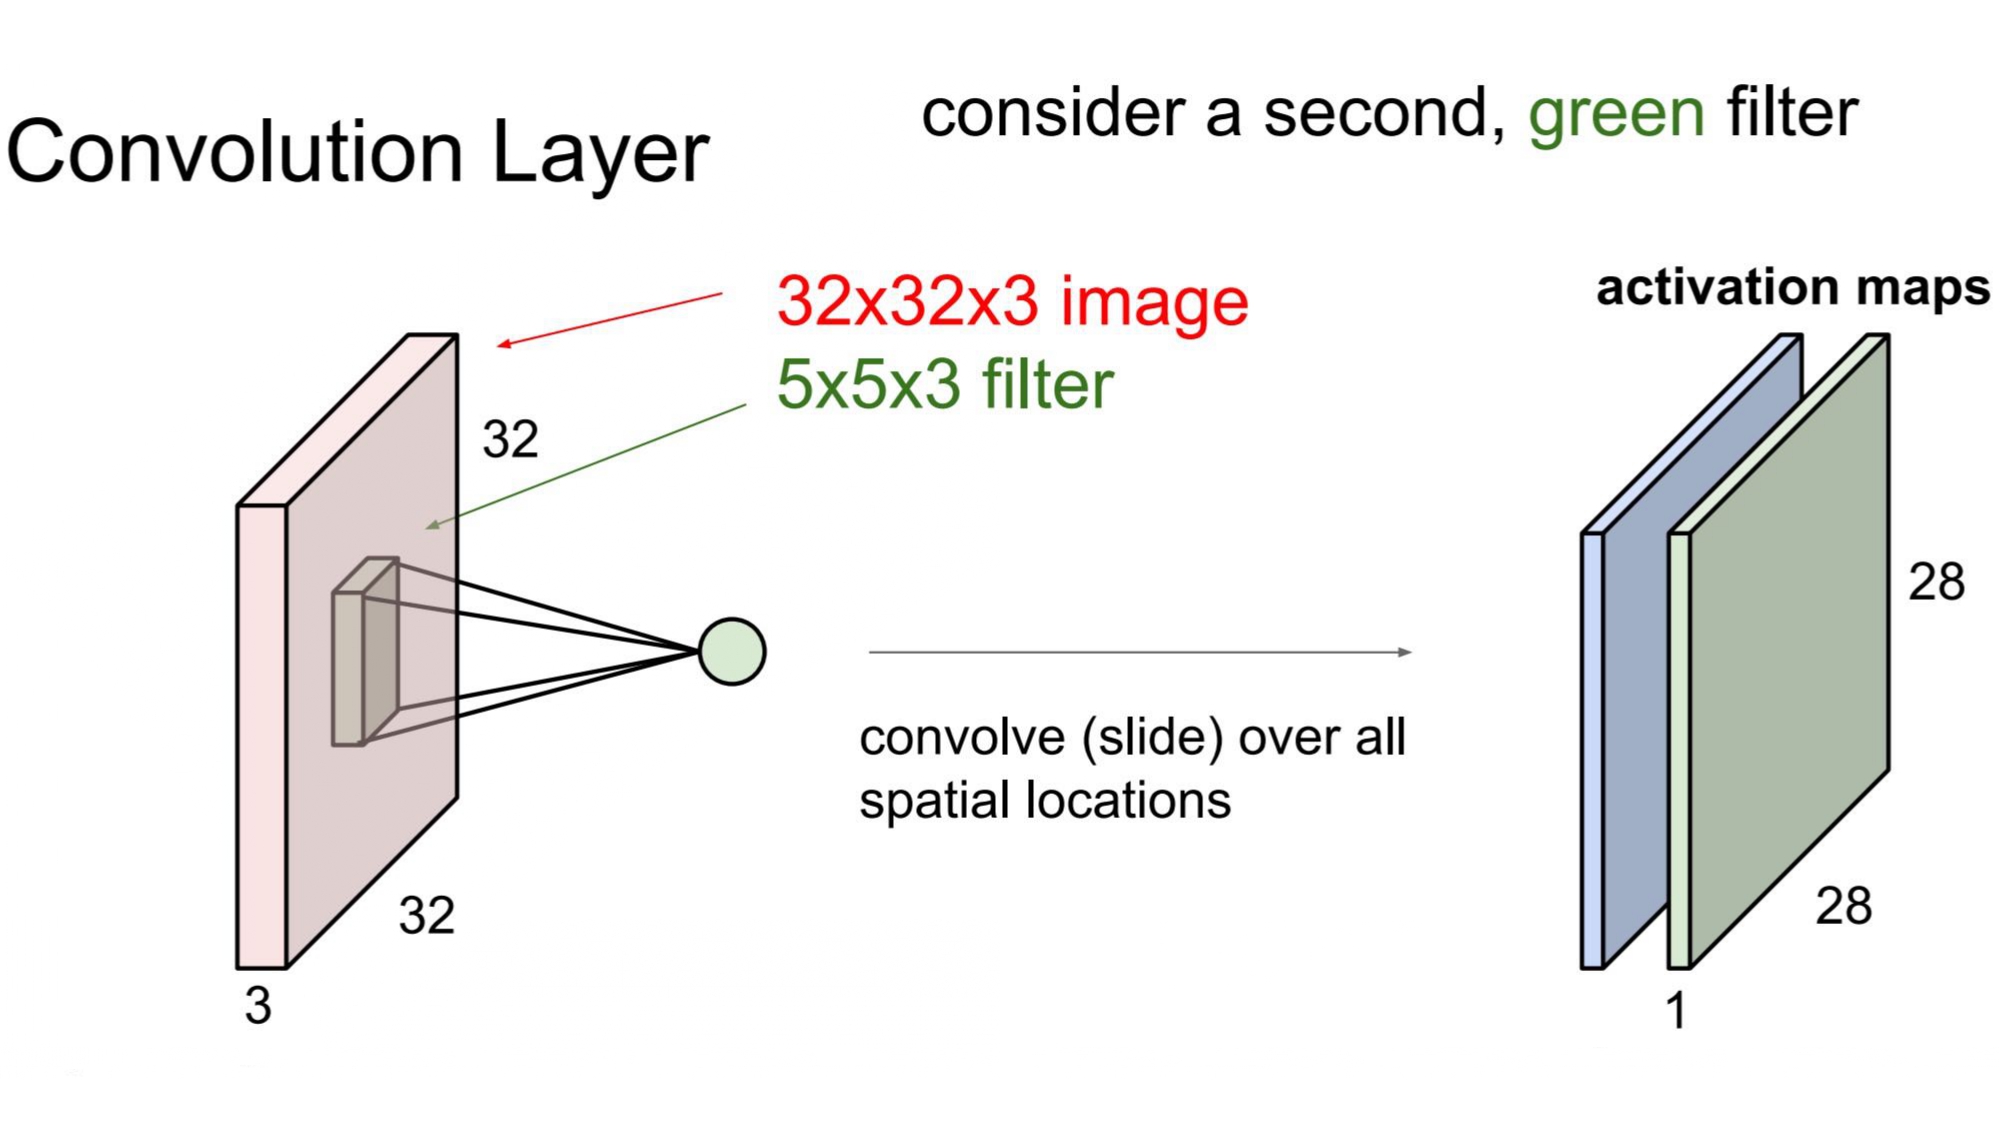 Convolution Layer
consider a second, green filter
32x32x3 image
5x5x3 filter
activation maps
32
32
3
convolve (slide) over all
spatial locations
28
28
1